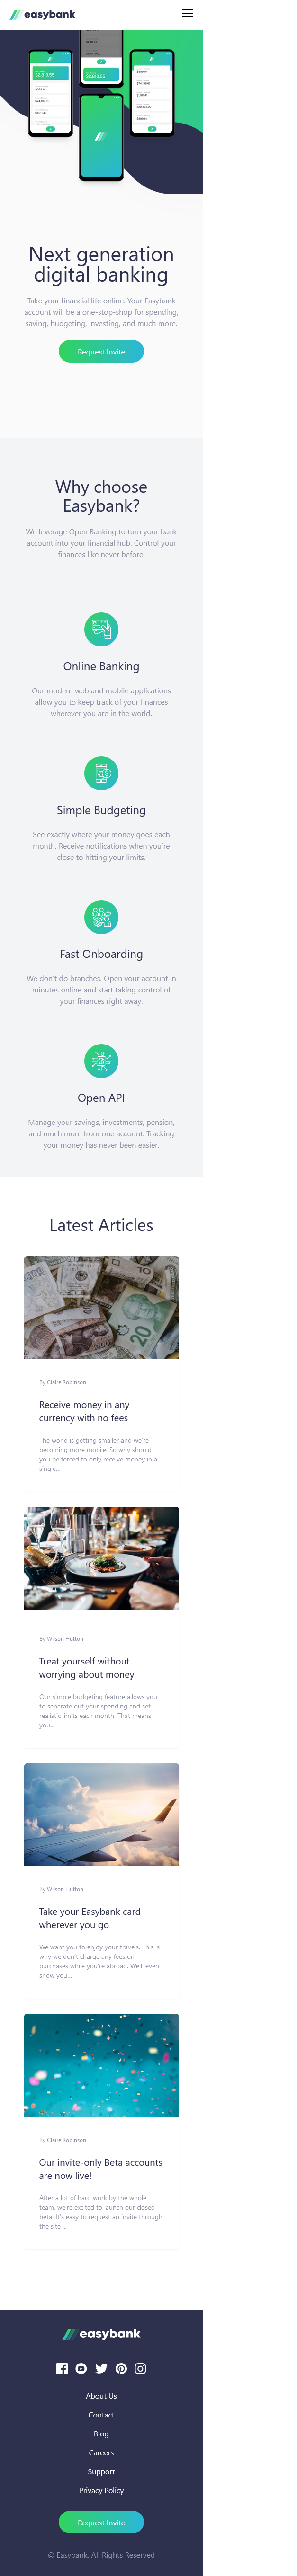 easybank
Next generation
digital banking
Take your financial life online. Your Easybank
account will be a one-stop-shop for spending,
saving, budgeting, investing, and much more.
Request Invite
Why choose
Easybank?
We leverage Open Banking to turn your bank
account into your financial hub. Control your
finances like never before.
Online Banking
Our modern web and mobile applications
allow you to keep track of your finances
wherever you are in the world.
Simple Budgeting
See exactly where your money goes each
month. Receive notifications when you're
close to hitting your limits.
Fast Onboarding
We don't do branches. Open your account in
minutes online and start taking control of
your finances right away.
Open API
Manage your savings, investments, pension,
and much more from one account. Tracking
your money has never been easier.
Latest Articles
By Claire Robinson
Receive money in any
currency with no fees
The world is getting smaller and we're
becoming more mobile. So why should
you be forced to only receive money in a
single...
By Wilson Hutton
Treat yourself without
worrying about money
Our simple budgeting feature allows you
to separate out your spending and set
realistic limits each month. That means
you...
By Wilson Hutton
Take your Easybank card
wherever you go
We want you to enjoy your travels. This is
why we don't charge any fees on
purchases while you're abroad. We'll even
show you...
By Claire Robinson
Our invite-only Beta accounts
are now live!
After a lot of hard work by the whole
team, we're excited to launch our closed
beta. It's easy to request an invite through
the site ...
easybank
About Us
Contact
Blog
Careers
Support
Privacy Policy
Request Invite
© Easybank. All Rights Reserved